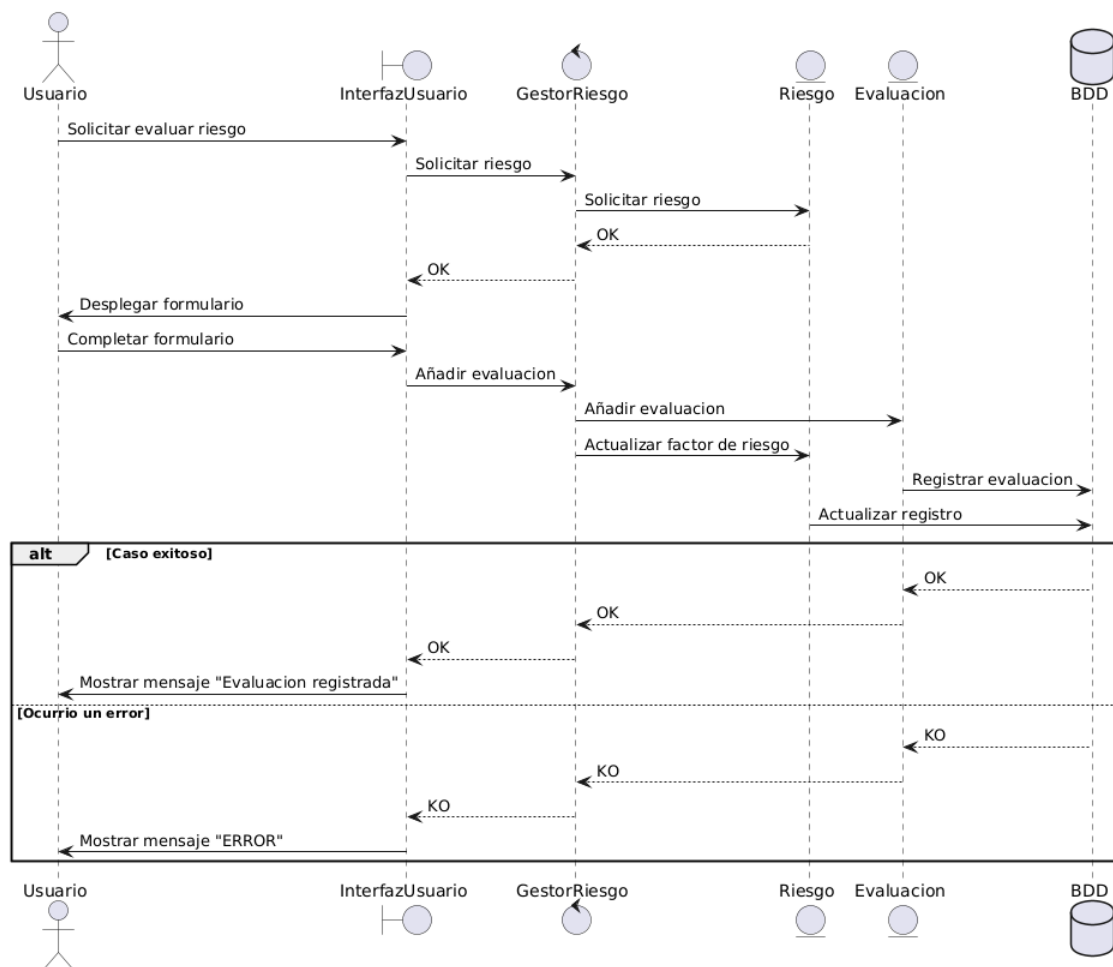 Usuario
InterfazUsuario
GestorRiesgo
Riesgo
Evaluacion
BDD
Solicitar evaluar riesgo
Solicitar riesgo
Solicitar riesgo
OK
OK
Desplegar formulario
Completar formulario
Añadir evaluacion
Añadir evaluacion
Actualizar factor de riesgo
Registrar evaluacion
Actualizar registro
alt [Caso exitoso]
OK
OK
OK
Mostrar mensaje "Evaluacion registrada"
[Ocurrio un error]
KO
KO
KO
Mostrar mensaje "ERROR"
Usuario
InterfazUsuario
GestorRiesgo
Riesgo
Evaluacion
BDD